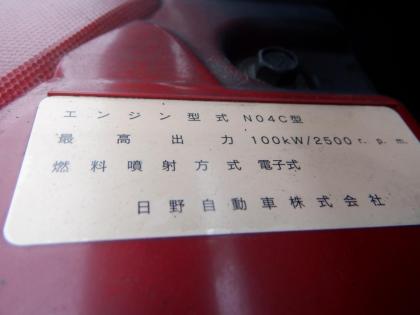 エンジン型式 N04C型
最高出力 100kW/2500 r.p.m.
燃料噴射方式 電子式
日野自動車株式会社